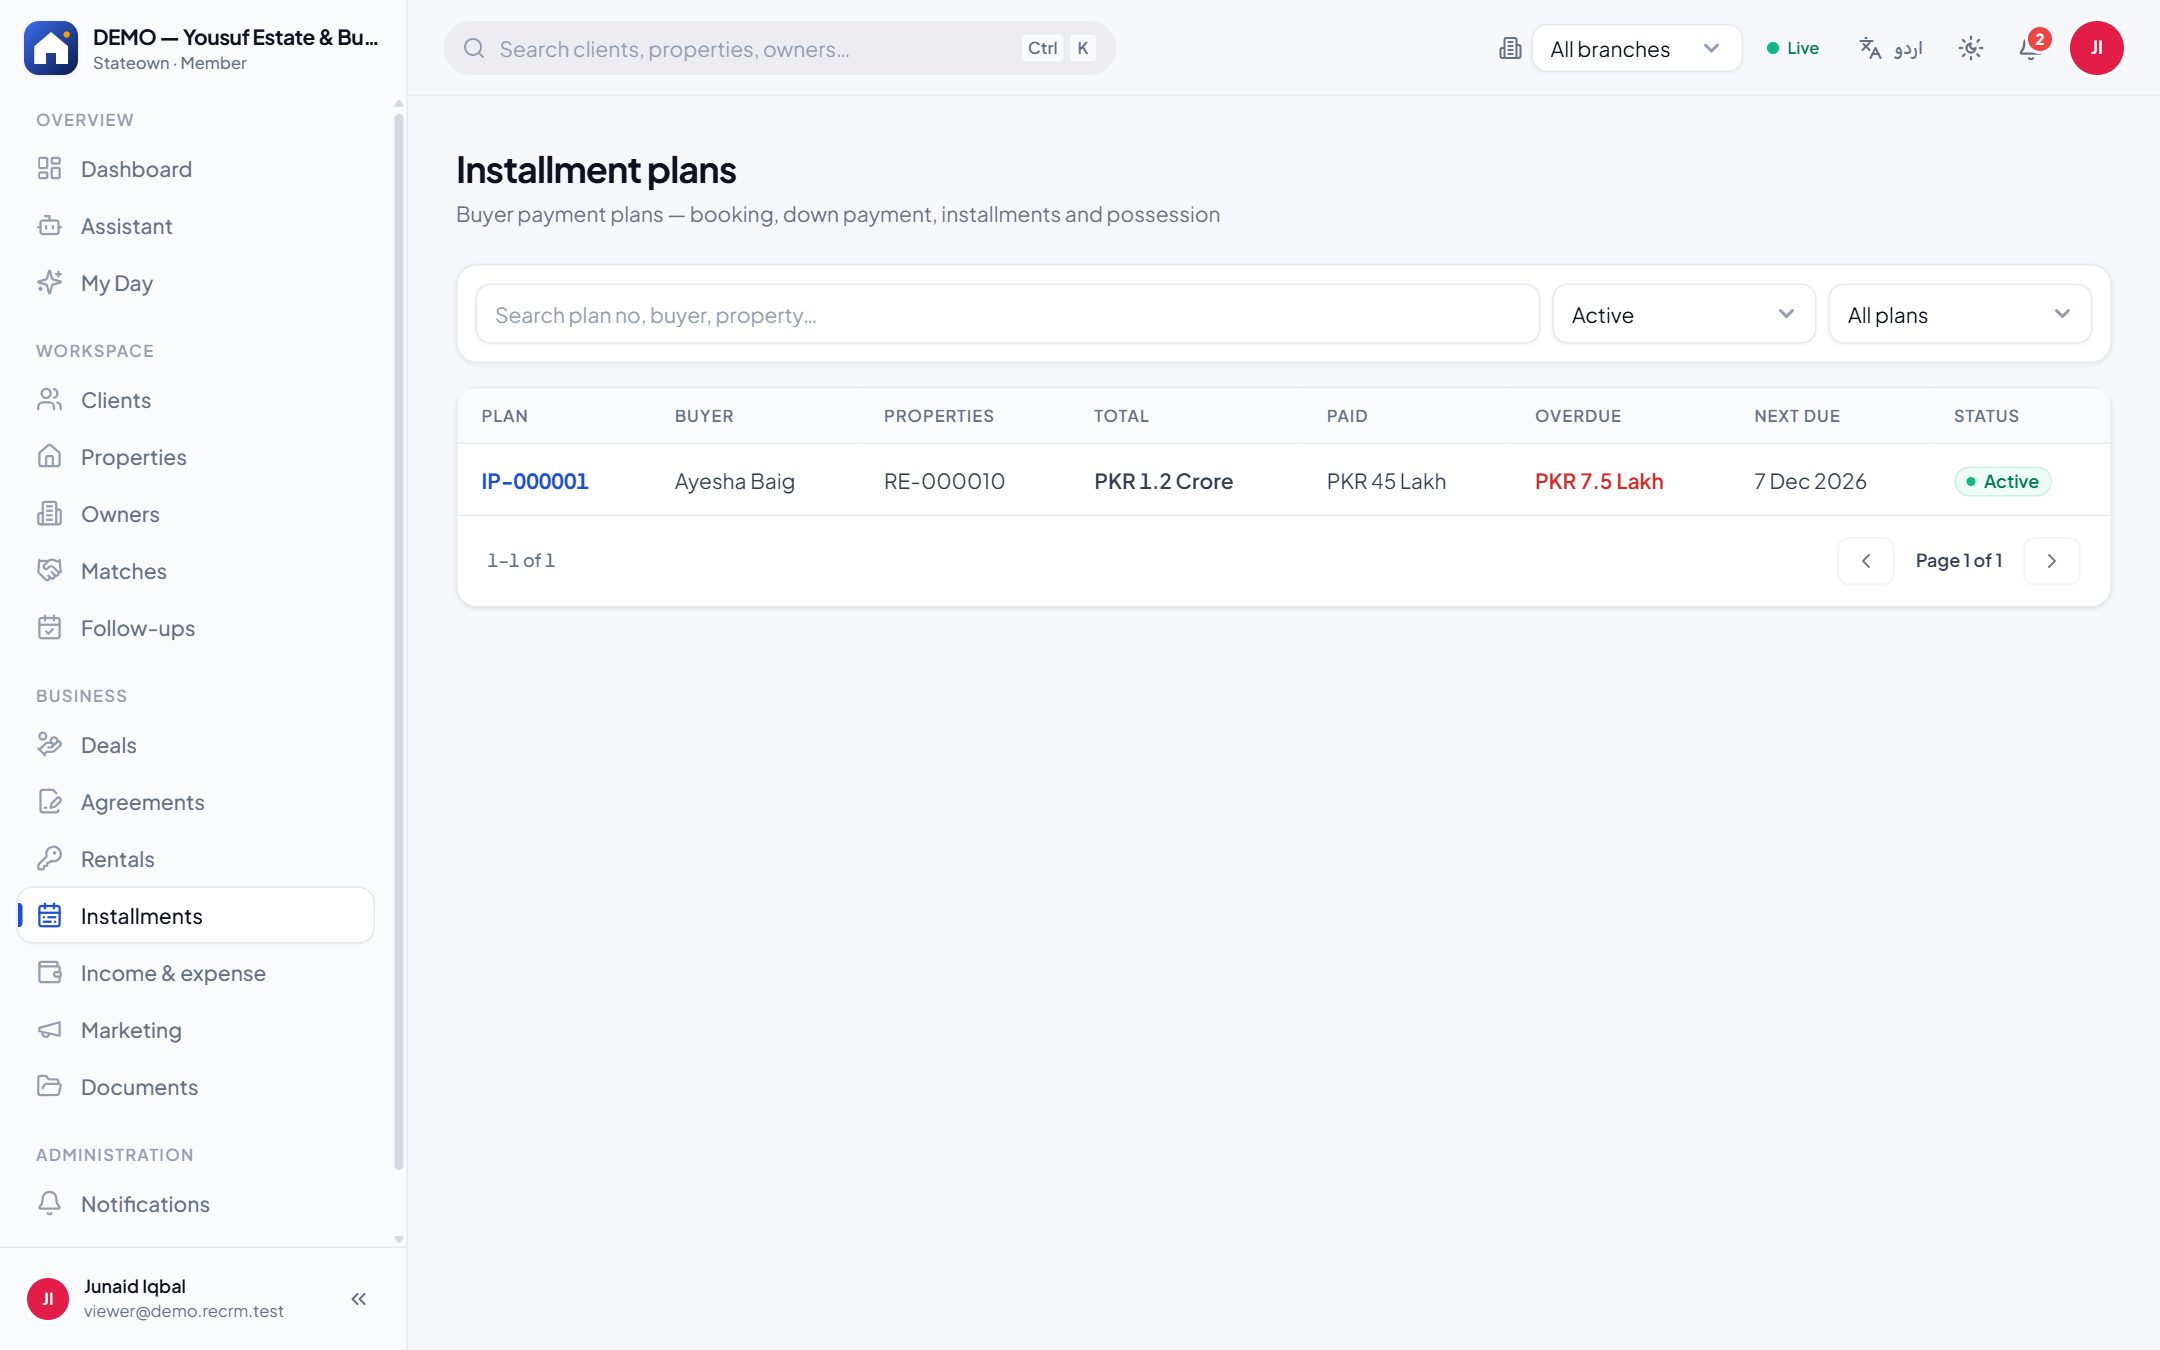 DEMO — Yousuf Estate & Bu...
Stateown · Member
OVERVIEW
Dashboard
Assistant
My Day
WORKSPACE
Clients
Properties
Owners
Matches
Follow-ups
BUSINESS
Deals
Agreements
Rentals
Installments
Income & expense
Marketing
Documents
ADMINISTRATION
Notifications
JI
Junaid Iqbal
viewer@demo.recrm.test
Search clients, properties, owners... Ctrl K
All branches
Live
اردو
2
JI
Installment plans
Buyer payment plans — booking, down payment, installments and possession
Search plan no, buyer, property... Active All plans
PLAN BUYER PROPERTIES TOTAL PAID OVERDUE NEXT DUE STATUS
IP-000001 Ayesha Baig RE-000010 PKR 1.2 Crore PKR 45 Lakh PKR 7.5 Lakh 7 Dec 2026 Active
1–1 of 1 Page 1 of 1